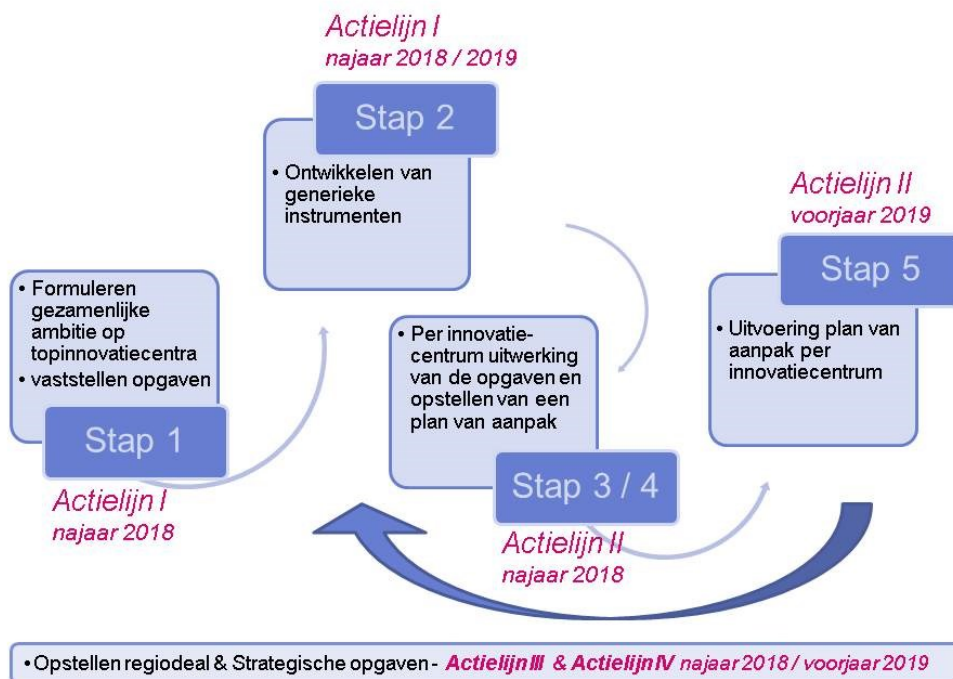 Actielijn I
najaar 2018 / 2019
Stap 2
• Ontwikkelen van
generieke
instrumenten
Actielijn II
voorjaar 2019
Stap 5
• Uitvoering plan van
aanpak per
innovatiecentrum
• Formuleren
gezamenlijke
ambitie op
topinnovatiecentra
• vaststellen opgaven
Stap 1
Actielijn I
najaar 2018
• Per innovatie-
centrum uitwerking
van de opgaven en
opstellen van een
plan van aanpak
Stap 3 / 4
Actielijn II
najaar 2018
• Opstellen regiodeal & Strategische opgaven - Actielijn III & Actielijn IV najaar 2018 / voorjaar 2019